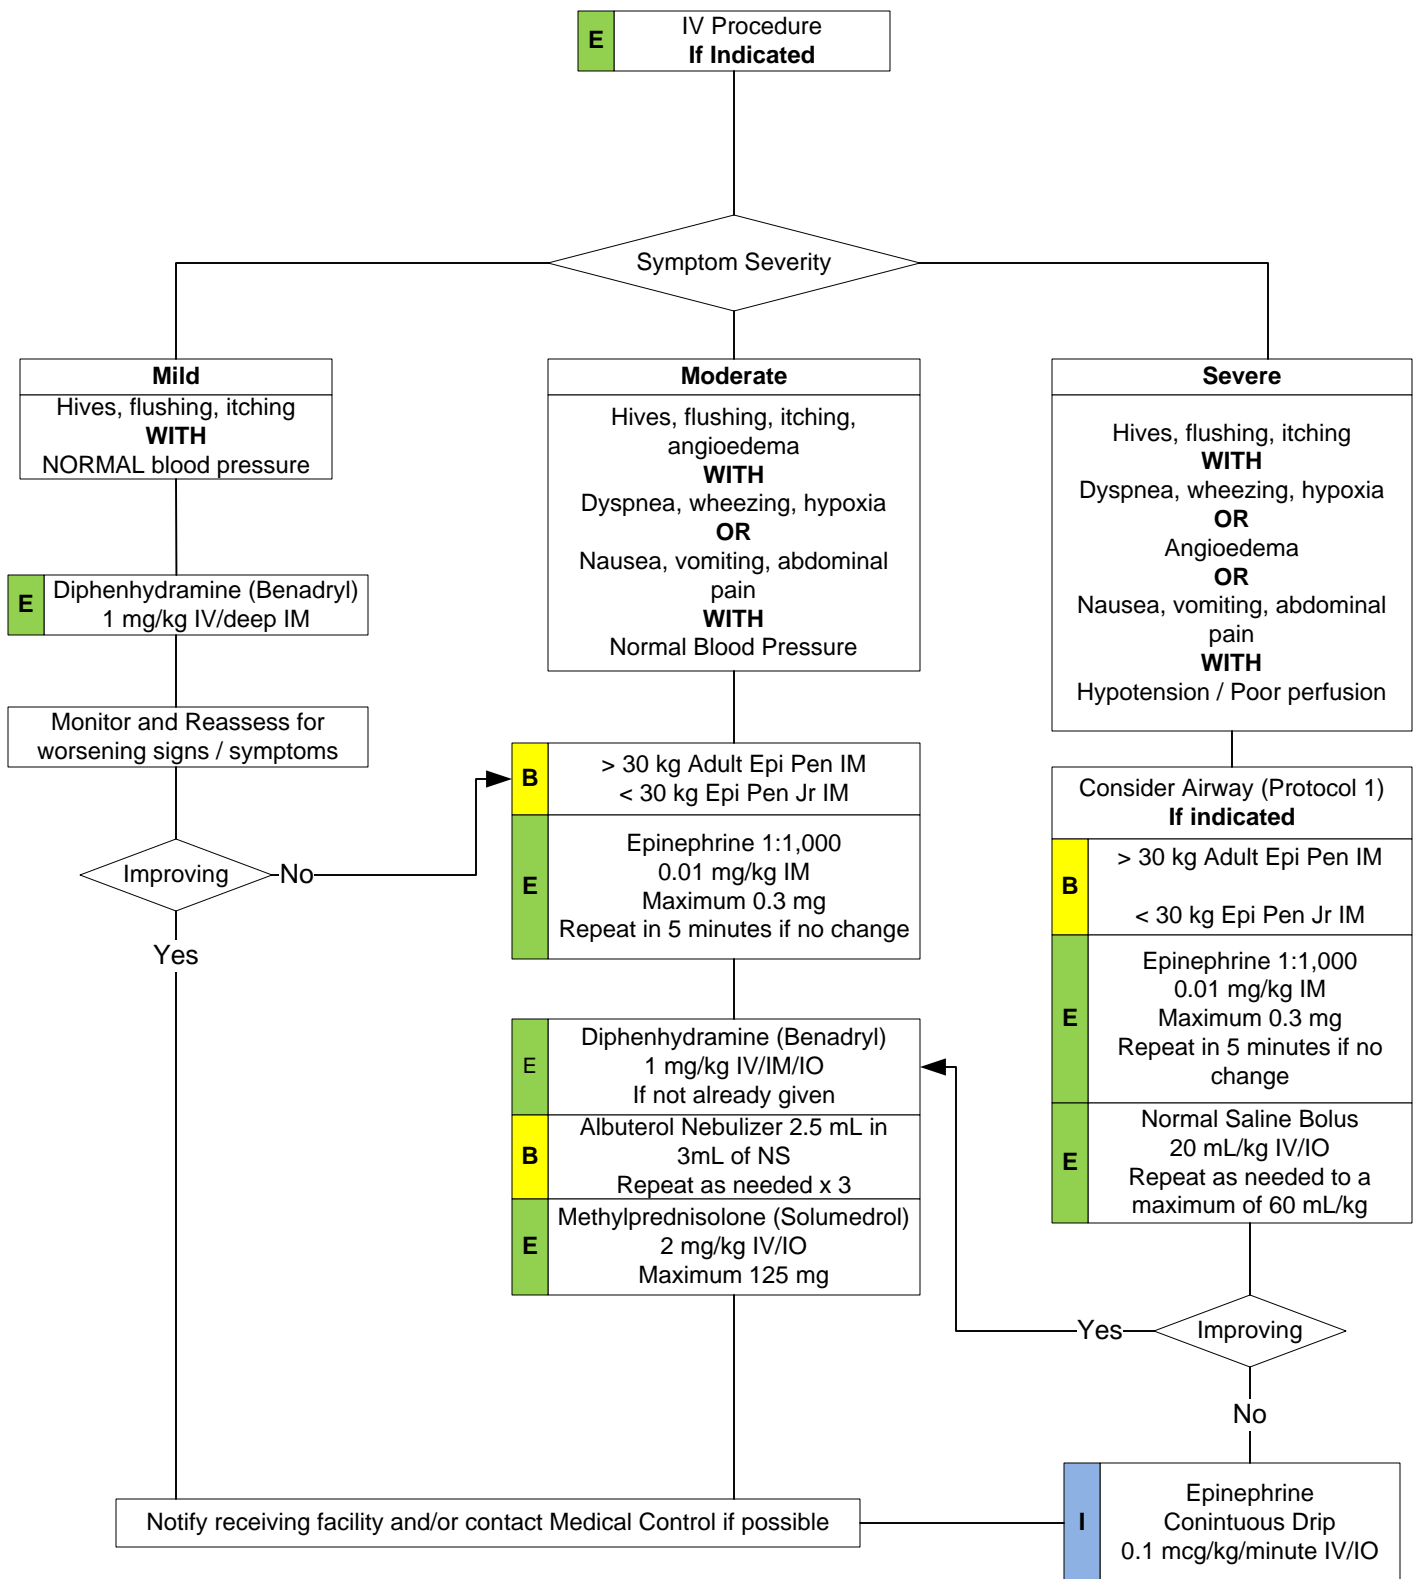 E
IV Procedure
If Indicated
Symptom Severity
Mild
Hives, flushing, itching
WITH
NORMAL blood pressure
E
Diphenhydramine (Benadryl)
1 mg/kg IV/deep IM
Monitor and Reassess for
worsening signs / symptoms
Improving
No
Yes
Moderate
Hives, flushing, itching,
angioedema
WITH
Dyspnea, wheezing, hypoxia
OR
Nausea, vomiting, abdominal
pain
WITH
Normal Blood Pressure
B
> 30 kg Adult Epi Pen IM
< 30 kg Epi Pen Jr IM
E
Epinephrine 1:1,000
0.01 mg/kg IM
Maximum 0.3 mg
Repeat in 5 minutes if no change
E
Diphenhydramine (Benadryl)
1 mg/kg IV/IM/IO
If not already given
B
Albuterol Nebulizer 2.5 mL in
3mL of NS
Repeat as needed x 3
E
Methylprednisolone (Solumedrol)
2 mg/kg IV/IO
Maximum 125 mg
Severe
Hives, flushing, itching
WITH
Dyspnea, wheezing, hypoxia
OR
Angioedema
OR
Nausea, vomiting, abdominal
pain
WITH
Hypotension / Poor perfusion
Consider Airway (Protocol 1)
If indicated
B
> 30 kg Adult Epi Pen IM
< 30 kg Epi Pen Jr IM
E
Epinephrine 1:1,000
0.01 mg/kg IM
Maximum 0.3 mg
Repeat in 5 minutes if no
change
E
Normal Saline Bolus
20 mL/kg IV/IO
Repeat as needed to a
maximum of 60 mL/kg
Improving
Yes
No
I
Epinephrine
Conintuous Drip
0.1 mcg/kg/minute IV/IO
Notify receiving facility and/or contact Medical Control if possible